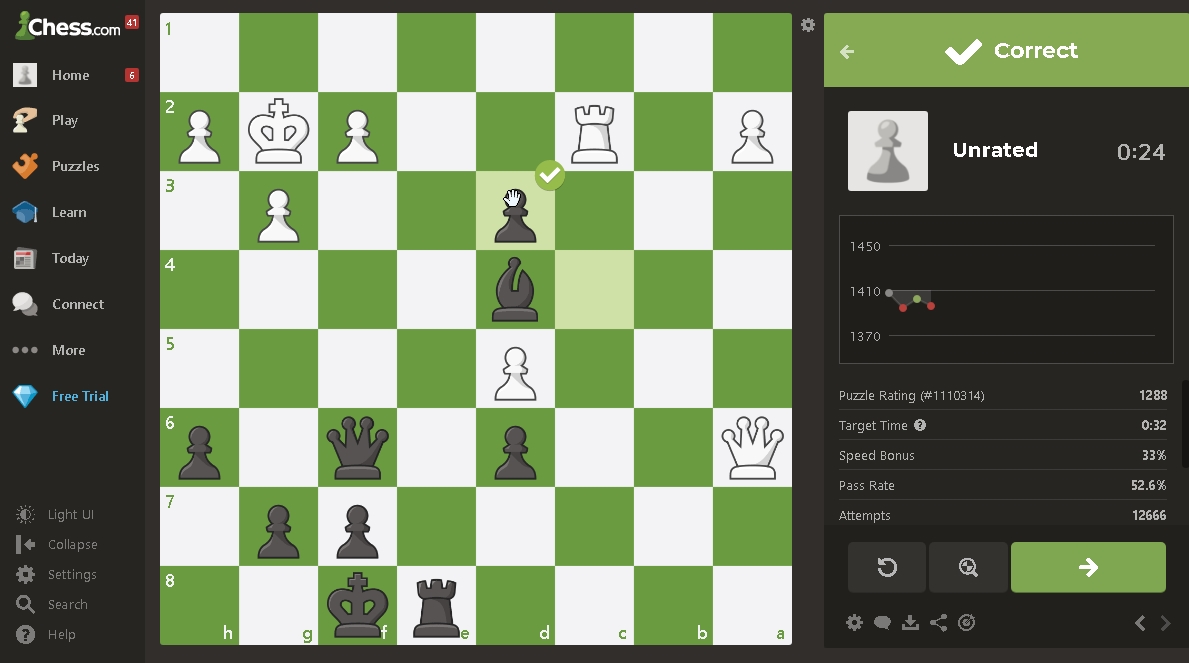 Chess.com 41
Home 6
Play
Puzzles
Learn
Today
Connect
More
Free Trial
Light UI
Collapse
Settings
Search
Help
1
2
3
4
5
6
7
8
h g f e d c b a
Correct
Unrated 0:24
1450
1410
1370
Puzzle Rating (#1110314) 1288
Target Time ? 0:32
Speed Bonus 33%
Pass Rate 52.6%
Attempts 12666